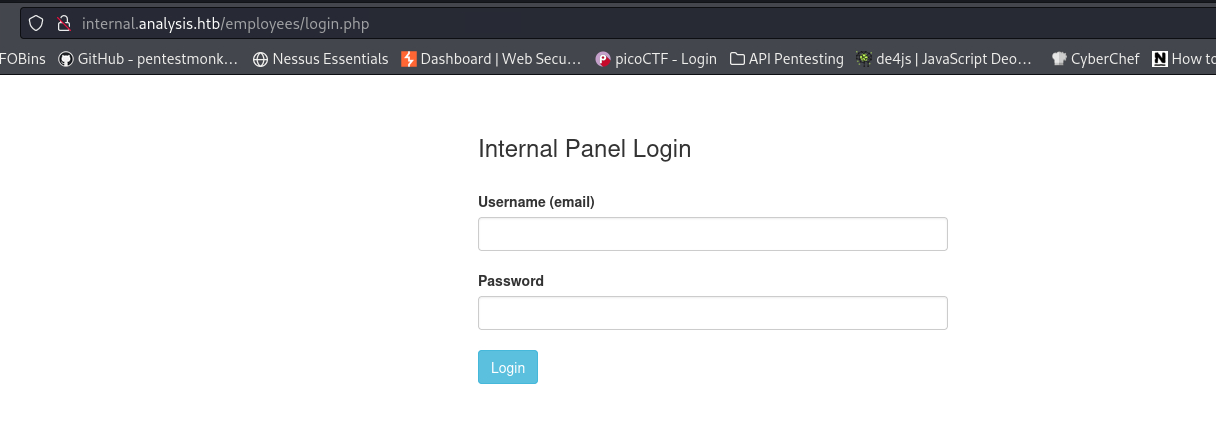 internal.analysis.htb/employees/login.php
FOBins GitHub - pentestmonk... Nessus Essentials Dashboard | Web Secu... picoCTF - Login API Pentesting de4js | JavaScript Deo... CyberChef N How to
Internal Panel Login
Username (email)
Password
Login